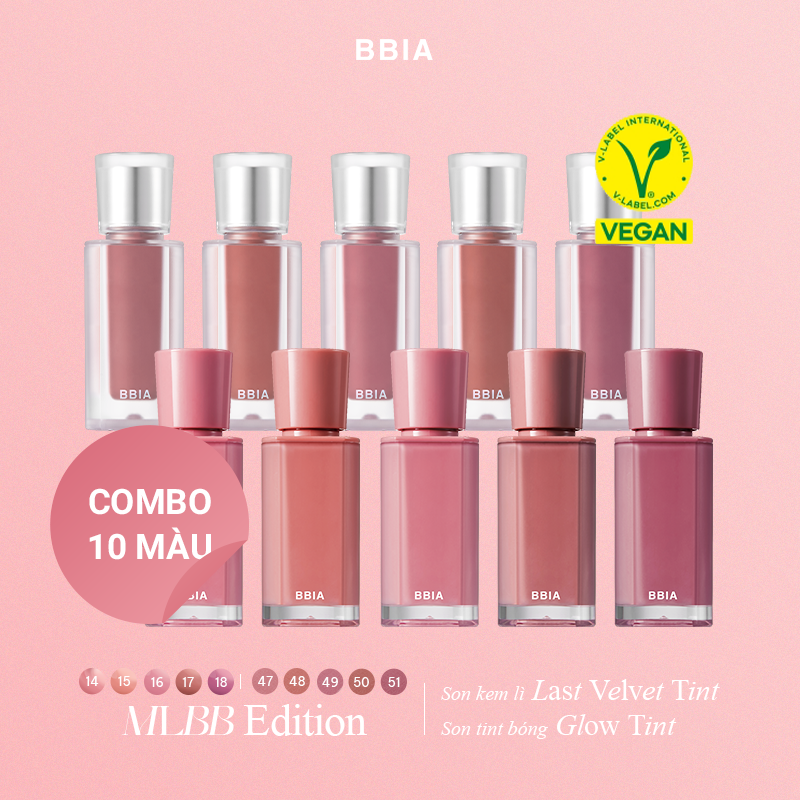 BBIA
V-LABEL INTERNATIONAL
V
®
V-LABEL.COM
VEGAN
BBIA BBIA BBIA BBIA BBIA
COMBO
10 MÀU
BIA BBIA BBIA BBIA BBIA
14 15 16 17 18 47 48 49 50 51
MLBB Edition
Son kem lì Last Velvet Tint
Son tint bóng Glow Tint